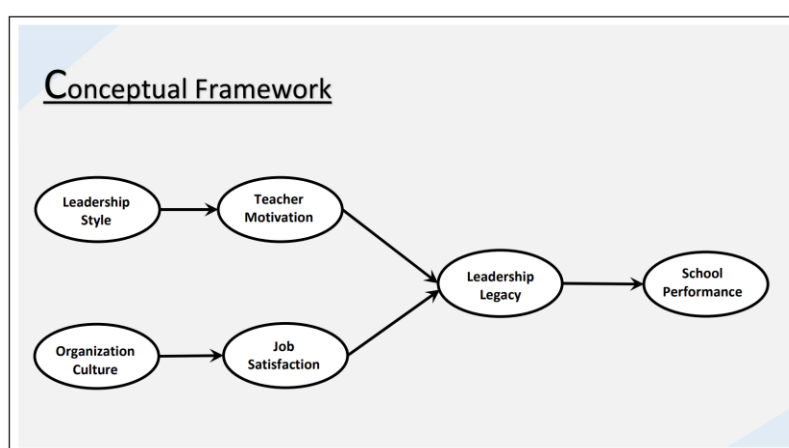 Conceptual Framework
Leadership
Style
Teacher
Motivation
Leadership
Legacy
School
Performance
Organization
Culture
Job
Satisfaction